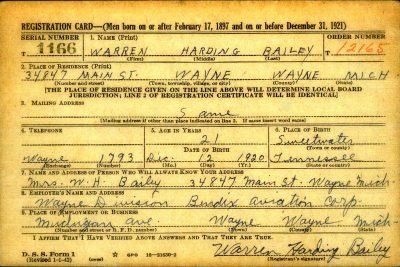 REGISTRATION CARD—(Men born on or after February 17, 1897 and on or before December 31, 1921)
SERIAL NUMBER 1. NAME (Print) ORDER NUMBER
T 1166 WARREN HARDING BAILEY T 12165
(First) (Middle) (Last)
2. PLACE OF RESIDENCE (Print)
34847 MAIN ST. WAYNE WAYNE MICH
(Number and street) (Town, township, village, or city) (County) (State)
[THE PLACE OF RESIDENCE GIVEN ON THE LINE ABOVE WILL DETERMINE LOCAL BOARD
JURISDICTION; LINE 2 OF REGISTRATION CERTIFICATE WILL BE IDENTICAL]
3. MAILING ADDRESS
Same
[Mailing address if other than place indicated on line 2. If same insert word same]
4. TELEPHONE 5. AGE IN YEARS 6. PLACE OF BIRTH
21 Sweetwater
DATE OF BIRTH (Town or county)
Wayne 1793 Dec. 12 1920 Tennessee
(Exchange) (Number) (Mo.) (Day) (Yr.) (State or country)
7. NAME AND ADDRESS OF PERSON WHO WILL ALWAYS KNOW YOUR ADDRESS
Mrs. W. H. Baily 34847 Main St. Wayne Mich
8. EMPLOYER'S NAME AND ADDRESS
Wayne Division Bendix Aviation Corp.
9. PLACE OF EMPLOYMENT OR BUSINESS
Michigan ave. Wayne Wayne Mich.
(Number and street or R. F. D. number) (Town) (County) (State)
I AFFIRM THAT I HAVE VERIFIED ABOVE ANSWERS AND THAT THEY ARE TRUE.
D. S. S. Form 1 GPO 16—21630-2 Warren Harding Bailey
(Revised 1-1-42) (Registrant's signature)